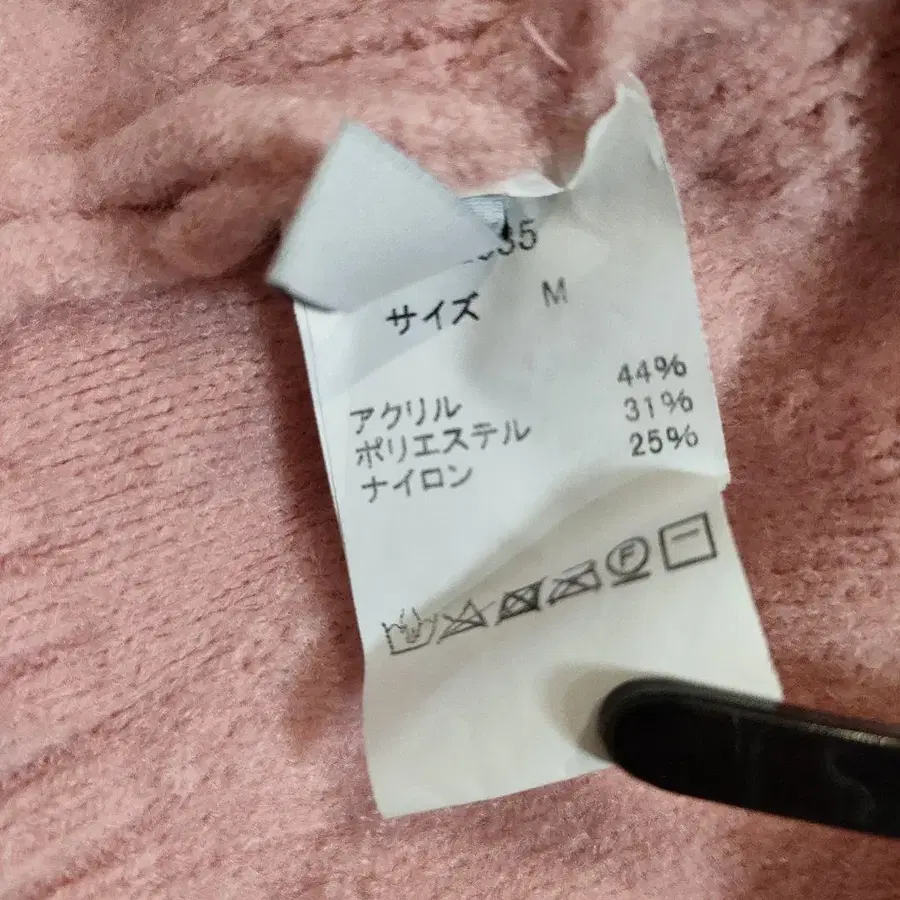 35
サイズ M
アクリル 44%
ポリエステル 31%
ナイロン 25%
F